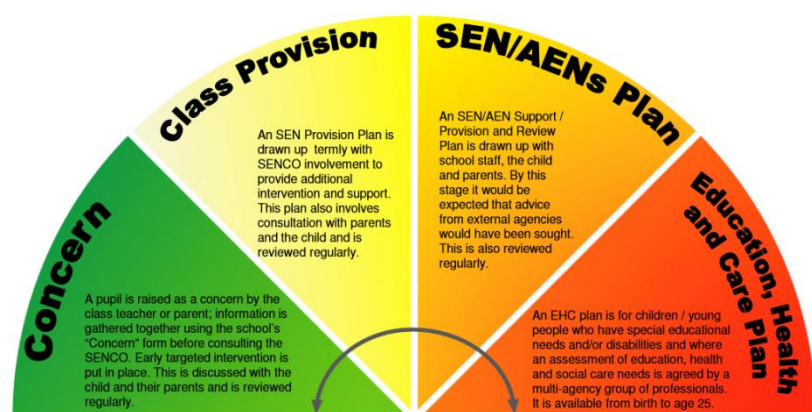 Concern
A pupil is raised as a concern by the
class teacher or parent; information is
gathered together using the school's
“Concern” form before consulting the
SENCO. Early targeted intervention is
put in place. This is discussed with the
child and their parents and is reviewed
regularly.
Class Provision
An SEN Provision Plan is
drawn up termly with
SENCO involvement to
provide additional
intervention and support.
This plan also involves
consultation with parents
and the child and is
reviewed regularly.
SEN/AENs Plan
An SEN/AEN Support /
Provision and Review
Plan is drawn up with
school staff, the child
and parents. By this
stage it would be
expected that advice
from external agencies
would have been sought.
This is also reviewed
regularly.
Education, Health
and Care Plan
An EHC plan is for children / young
people who have special educational
needs and/or disabilities and where
an assessment of education, health
and social care needs is agreed by a
multi-agency group of professionals.
It is available from birth to age 25.